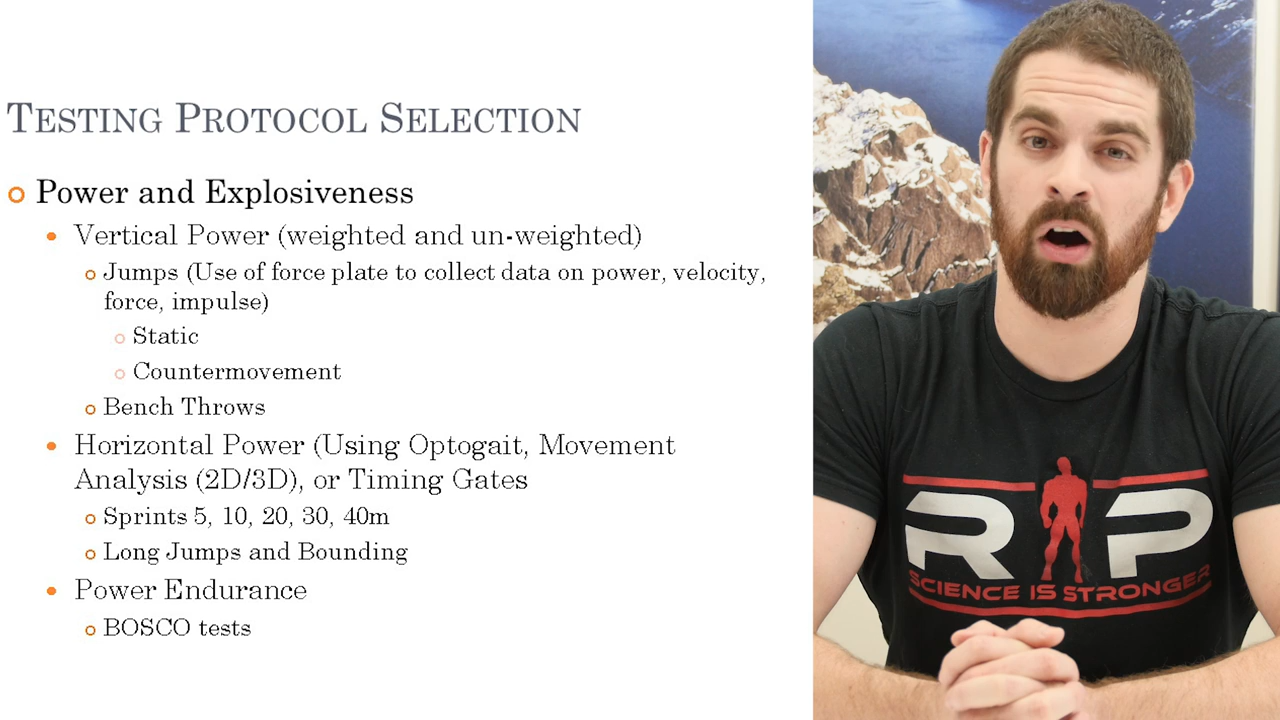 TESTING PROTOCOL SELECTION
Power and Explosiveness
Vertical Power (weighted and un-weighted)
Jumps (Use of force plate to collect data on power, velocity,
force, impulse)
Static
Countermovement
Bench Throws
Horizontal Power (Using Optogait, Movement
Analysis (2D/3D), or Timing Gates
Sprints 5, 10, 20, 30, 40m
Long Jumps and Bounding
Power Endurance
BOSCO tests
R P
SCIENCE IS STRONGER